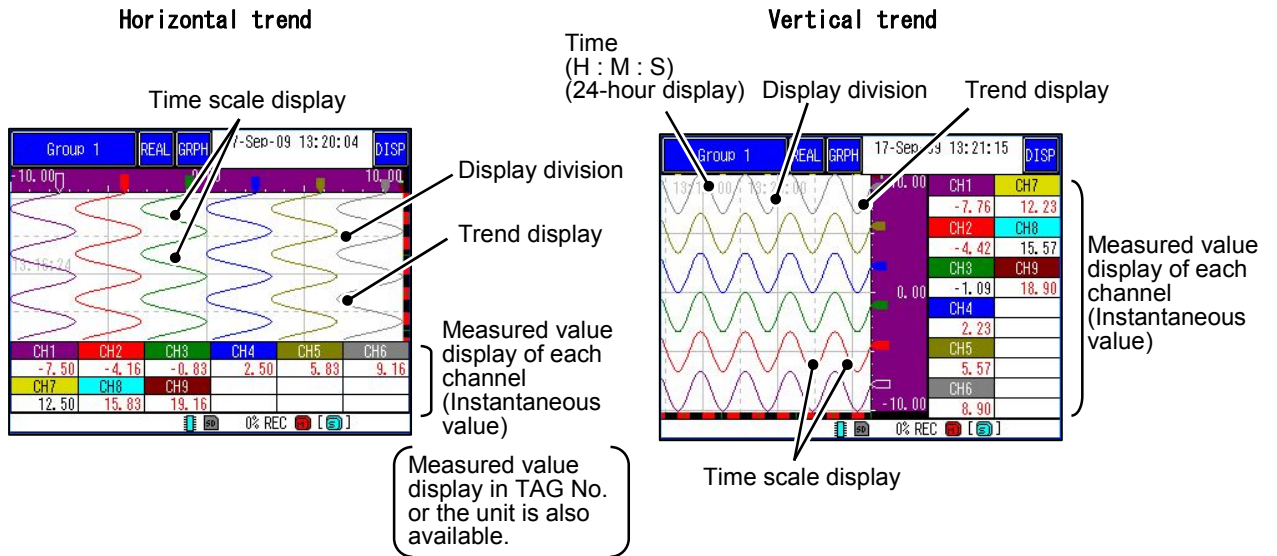 Horizontal trend
Vertical trend
Time
(H : M : S)
(24-hour display)
Display division
Trend display
Time scale display
Group 1
REAL
GRPH
7-Sep-09 13:20:04
DISP
-10.00
10.00
13:16:24
CH1
CH2
CH3
CH4
CH5
CH6
-7.50
-4.16
-0.83
2.50
5.83
9.16
CH7
CH8
CH9
12.50
15.83
19.16
SD
0% REC
[S]
Display division
Trend display
Measured value
display of each
channel
(Instantaneous
value)
Measured value
display in TAG No.
or the unit is also
available.
Group 1
REAL
GRPH
17-Sep-09 13:21:15
DISP
10.00
0.00
-10.00
CH1
CH7
-7.76
12.23
CH2
CH8
-4.42
15.57
CH3
CH9
-1.09
18.90
CH4
2.23
CH5
5.57
CH6
8.90
SD
0% REC
[S]
Measured value
display of each
channel
(Instantaneous
value)
Time scale display